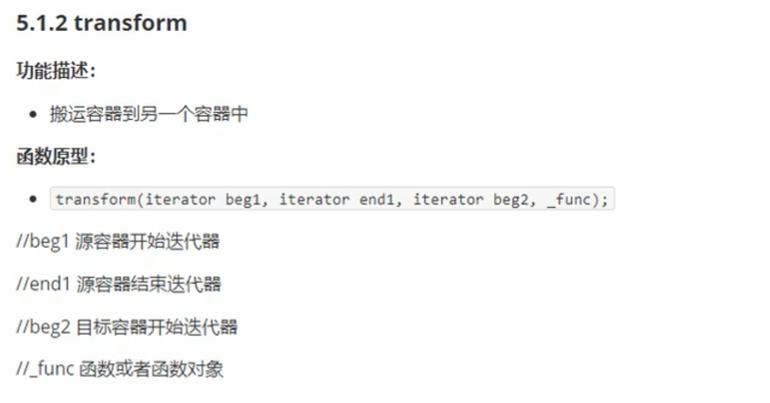 5.1.2 transform
功能描述：
• 搬运容器到另一个容器中
函数原型：
• transform(iterator beg1, iterator end1, iterator beg2, _func);
//beg1 源容器开始迭代器
//end1 源容器结束迭代器
//beg2 目标容器开始迭代器
//_func 函数或者函数对象